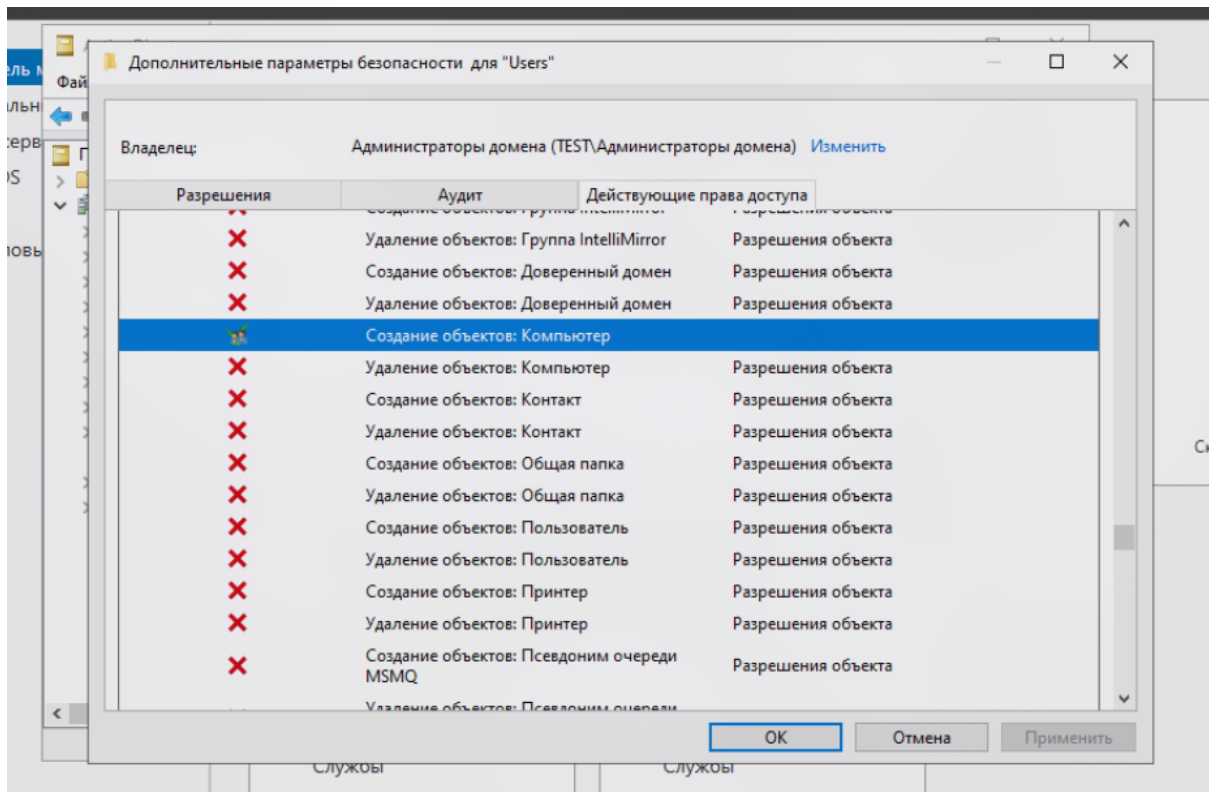 Дополнительные параметры безопасности для "Users"
Фай
Владелец:
Администраторы домена (TEST\Администраторы домена) Изменить
Разрешения
Аудит
Действующие права доступа
Удаление объектов: Группа IntelliMirror Разрешения объекта
Создание объектов: Доверенный домен Разрешения объекта
Удаление объектов: Доверенный домен Разрешения объекта
Создание объектов: Компьютер
Удаление объектов: Компьютер Разрешения объекта
Создание объектов: Контакт Разрешения объекта
Удаление объектов: Контакт Разрешения объекта
Создание объектов: Общая папка Разрешения объекта
Удаление объектов: Общая папка Разрешения объекта
Создание объектов: Пользователь Разрешения объекта
Удаление объектов: Пользователь Разрешения объекта
Создание объектов: Принтер Разрешения объекта
Удаление объектов: Принтер Разрешения объекта
Создание объектов: Псевдоним очереди
MSMQ Разрешения объекта
Удаление объектов: Псевдоним очереди
OK
Отмена
Применить
Службы
Службы